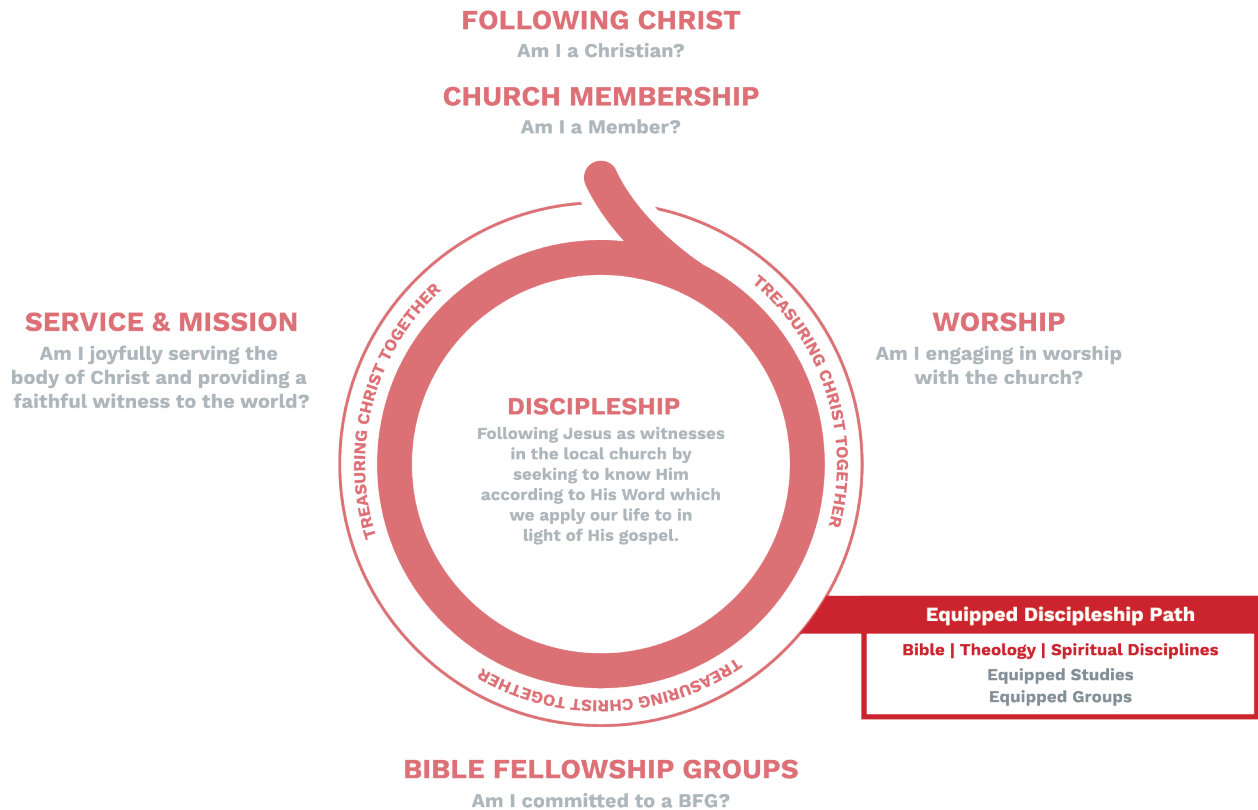 FOLLOWING CHRIST
Am I a Christian?
CHURCH MEMBERSHIP
Am I a Member?
SERVICE & MISSION
Am I joyfully serving the
body of Christ and providing a
faithful witness to the world?
TREASURING CHRIST TOGETHER
DISCIPLESHIP
Following Jesus as witnesses
in the local church by
seeking to know Him
according to His Word which
we apply our life to in
light of His gospel.
TREASURING CHRIST TOGETHER
WORSHIP
Am I engaging in worship
with the church?
Equipped Discipleship Path
Bible | Theology | Spiritual Disciplines
Equipped Studies
Equipped Groups
TREASURING CHRIST TOGETHER
BIBLE FELLOWSHIP GROUPS
Am I committed to a BFG?